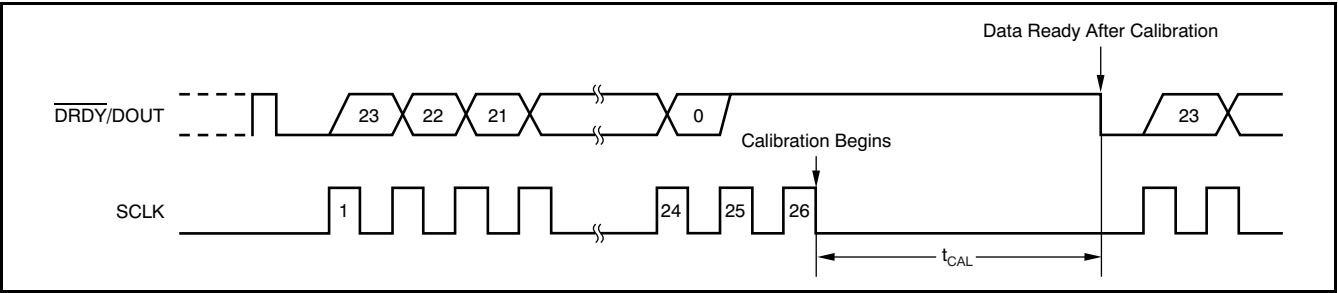 Data Ready After Calibration
DRDY/DOUT
23
22
21
0
23
Calibration Begins
SCLK
1
24
25
26
tCAL